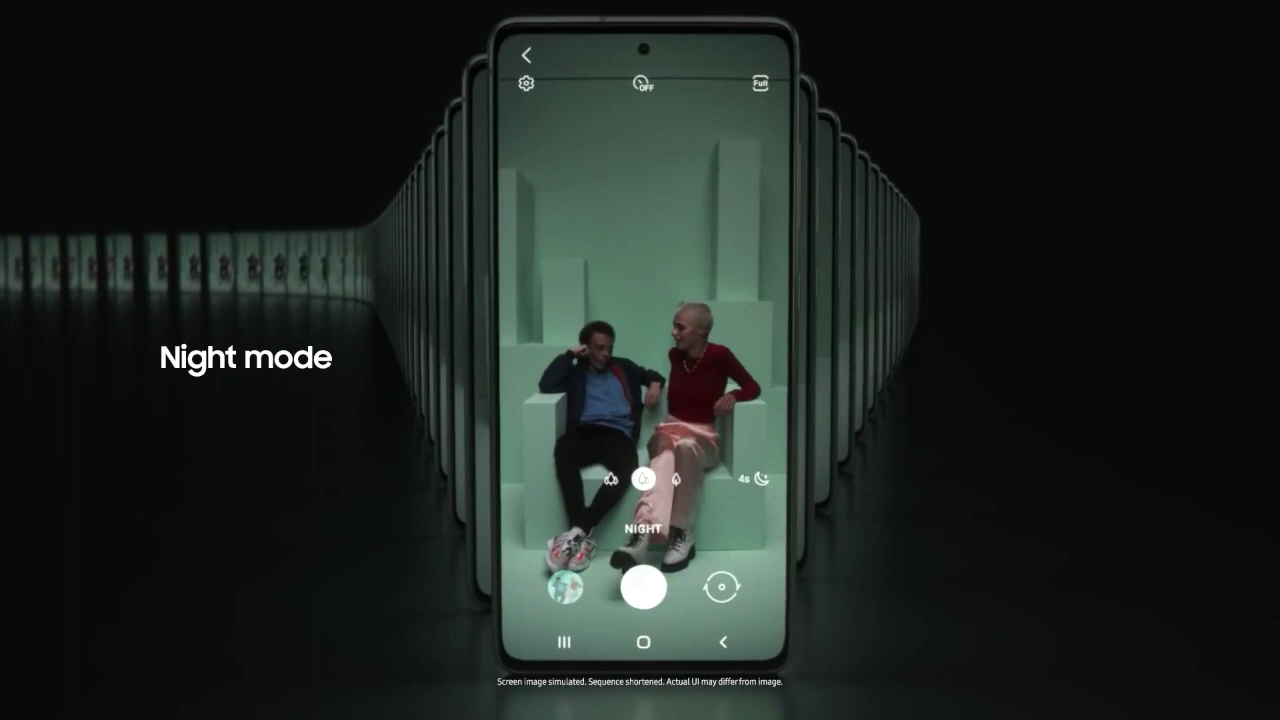 OFF
Full
Night mode
4s
NIGHT
Screen image simulated. Sequence shortened. Actual UI may differ from image.